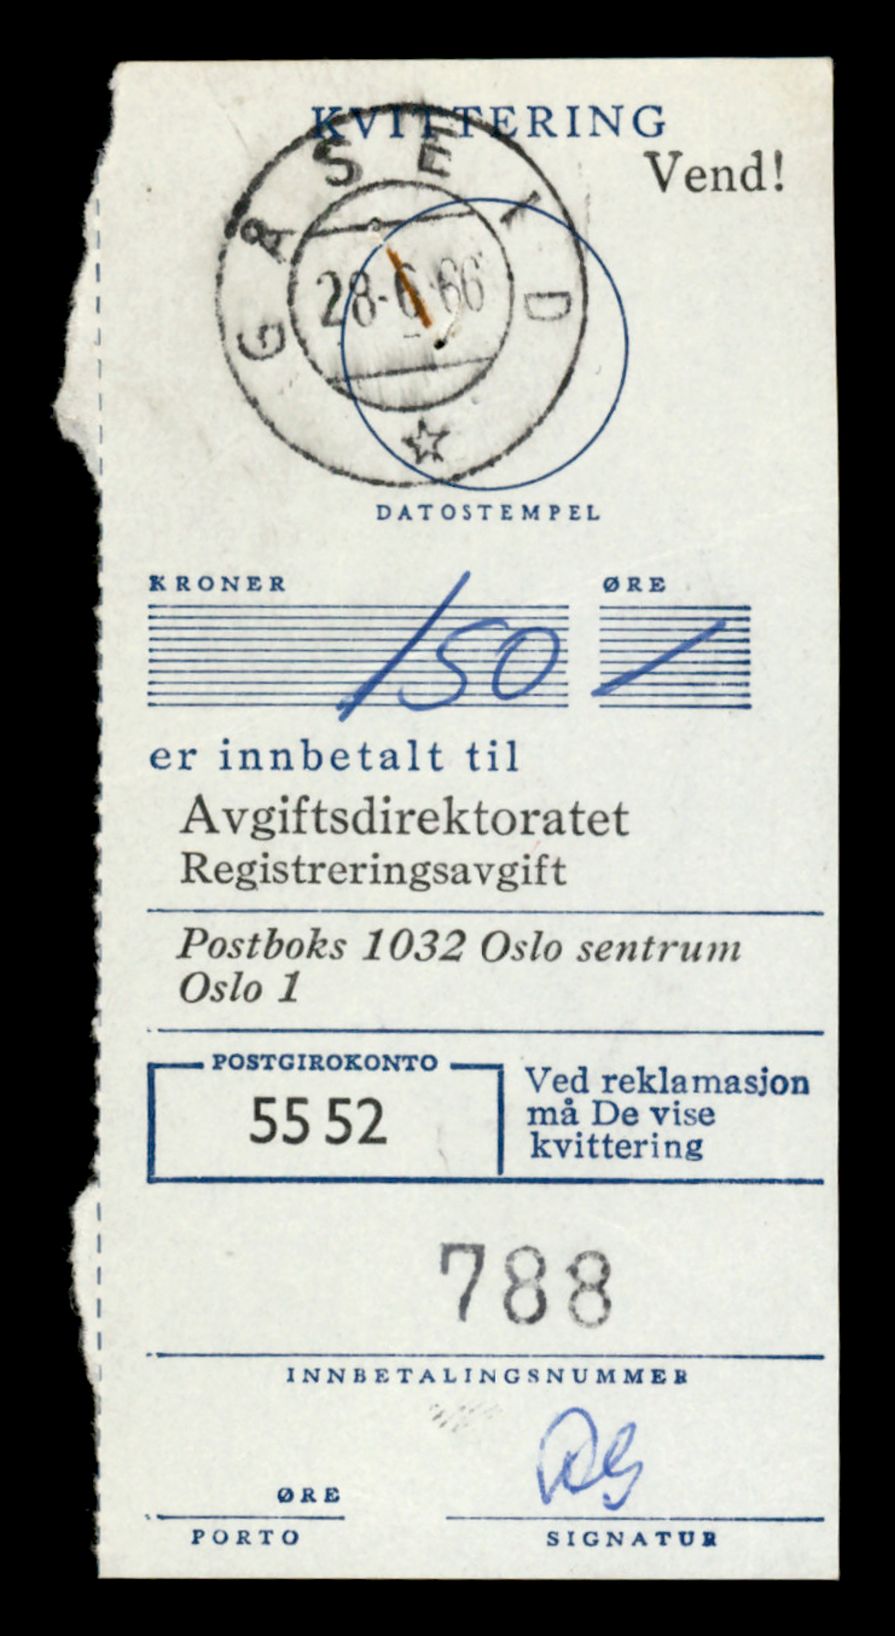 KVITTERING
Vend!
GÅSEID
28-6-66
DATOSTEMPEL
KRONER ØRE
150 -
er innbetalt til
Avgiftsdirektoratet
Registreringsavgift
Postboks 1032 Oslo sentrum
Oslo 1
POSTGIROKONTO
55 52
Ved reklamasjon
må De vise
kvittering
788
INNBETALINGSNUMMER
ØRE
PORTO
SIGNATUR